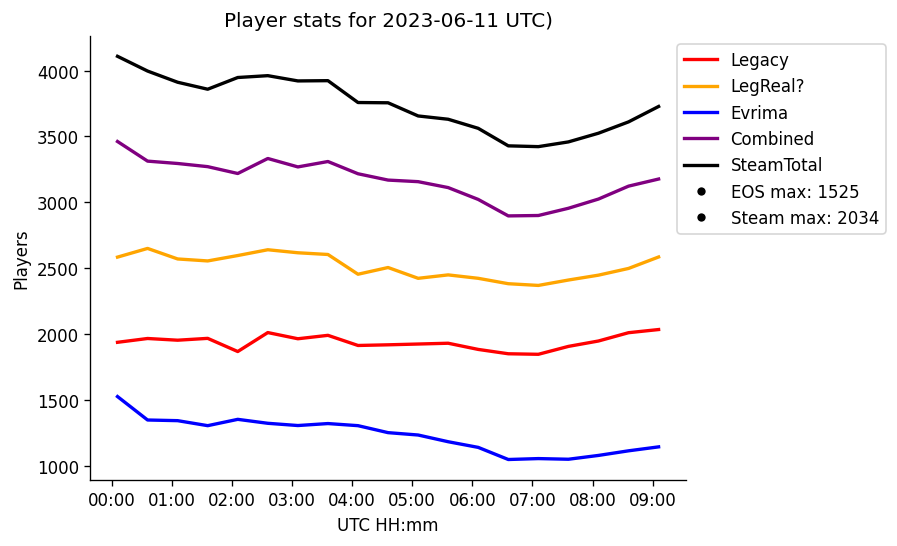 Player stats for 2023-06-11 UTC)
Legacy
LegReal?
Evrima
Combined
SteamTotal
EOS max: 1525
Steam max: 2034
Players
4000
3500
3000
2500
2000
1500
1000
00:00 01:00 02:00 03:00 04:00 05:00 06:00 07:00 08:00 09:00
UTC HH:mm